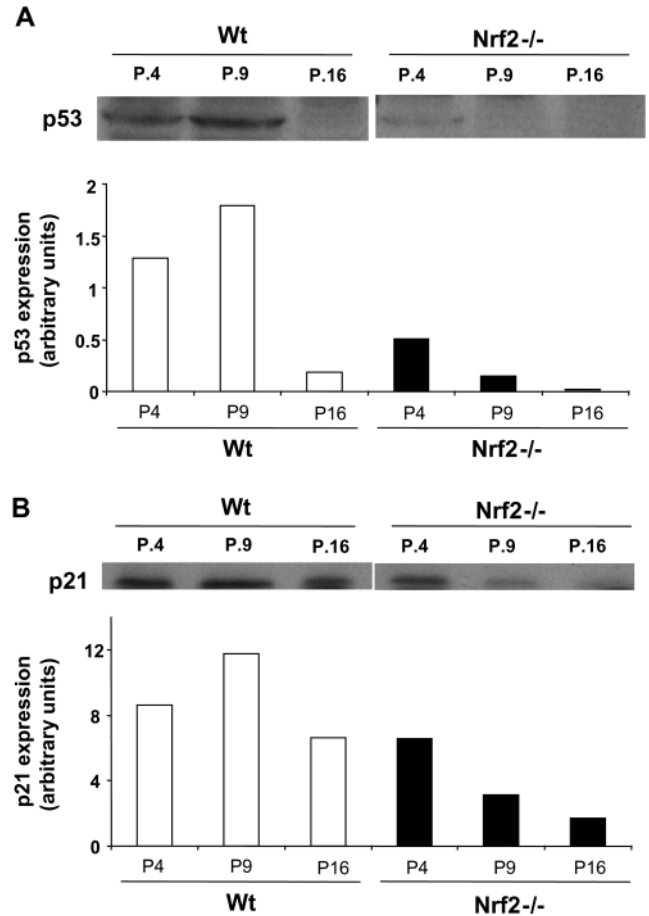 A
Wt Nrf2-/-
P.4 P.9 P.16 P.4 P.9 P.16
p53
p53 expression
(arbitrary units)
2
1.5
1
0.5
0
P4 P9 P16 P4 P9 P16
Wt Nrf2-/-
B
Wt Nrf2-/-
P.4 P.9 P.16 P.4 P.9 P.16
p21
p21 expression
(arbitrary units)
12
8
4
0
P4 P9 P16 P4 P9 P16
Wt Nrf2-/-